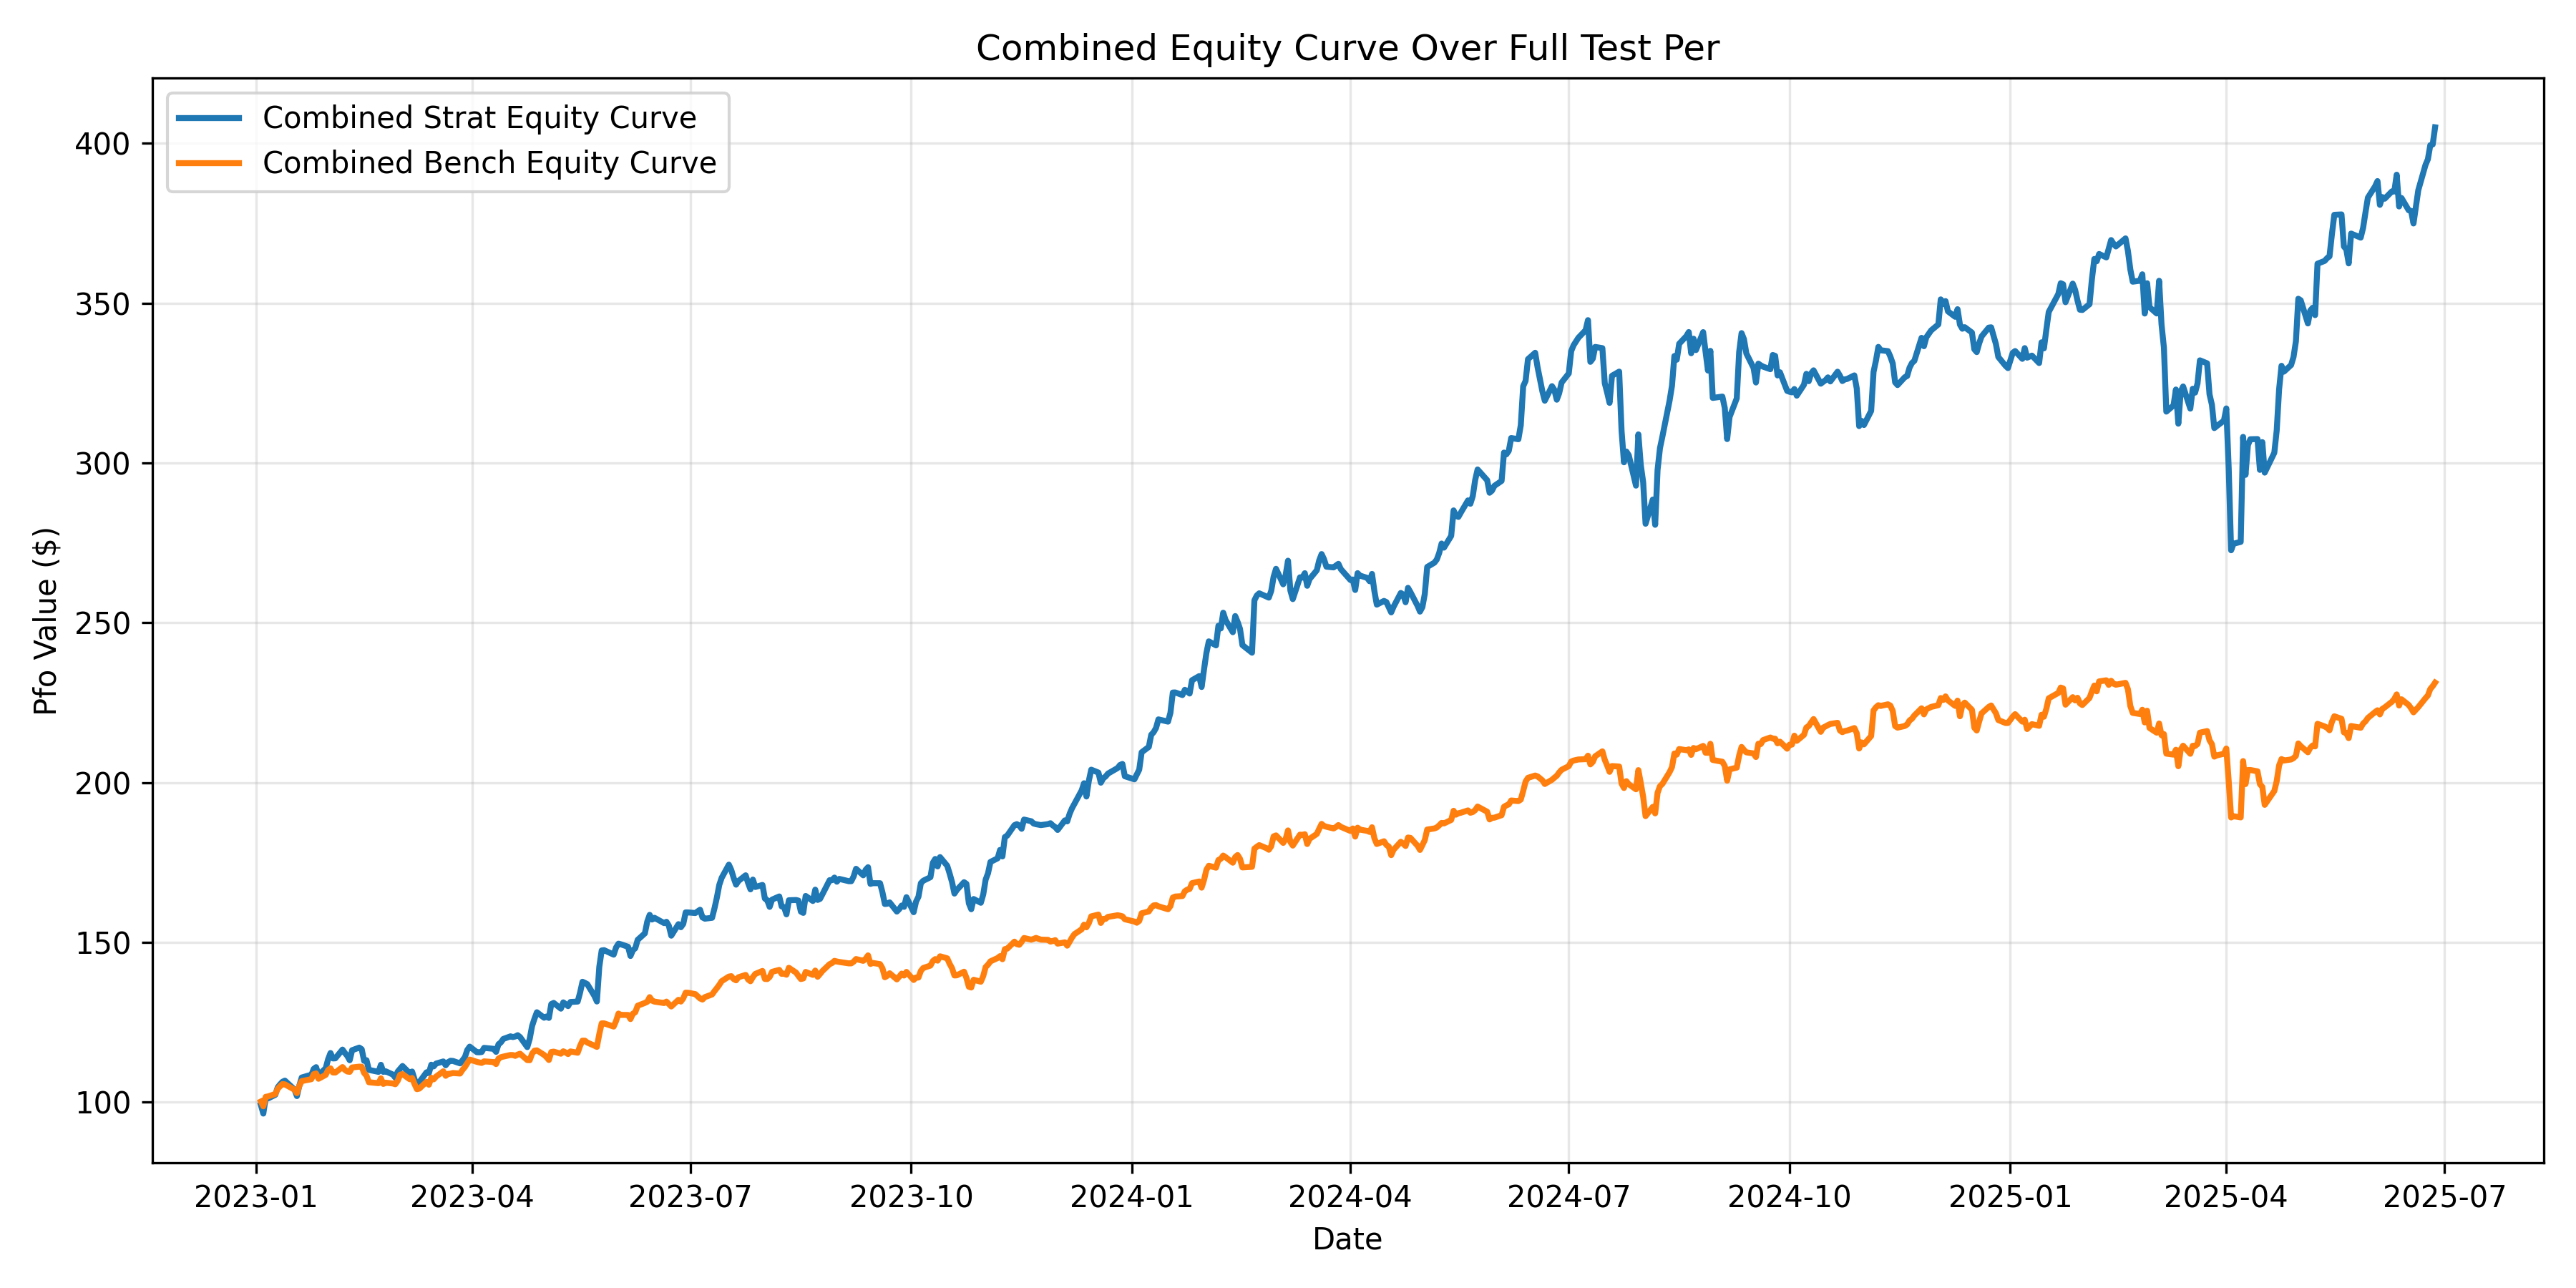 Combined Equity Curve Over Full Test Per
Combined Strat Equity Curve
Combined Bench Equity Curve
400
350
300
250
200
150
100
Pfo Value ($)
2023-01 2023-04 2023-07 2023-10 2024-01 2024-04 2024-07 2024-10 2025-01 2025-04 2025-07
Date